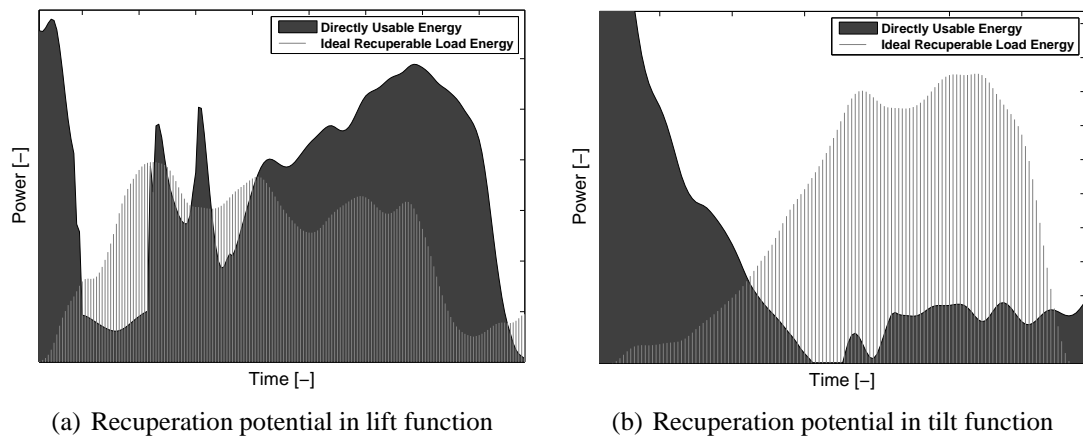 Directly Usable Energy
Ideal Recuperable Load Energy
Power [–]
Time [–]
(a) Recuperation potential in lift function
Directly Usable Energy
Ideal Recuperable Load Energy
Power [–]
Time [–]
(b) Recuperation potential in tilt function